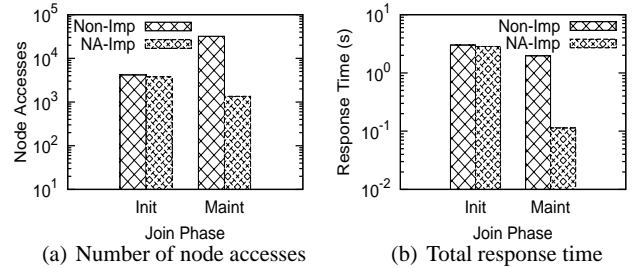 10^5
10^4
10^3
10^2
10^1
Node Accesses
Non-Imp
NA-Imp
Init Maint
Join Phase
(a) Number of node accesses
10^1
10^0
10^-1
10^-2
Response Time (s)
Non-Imp
NA-Imp
Init Maint
Join Phase
(b) Total response time